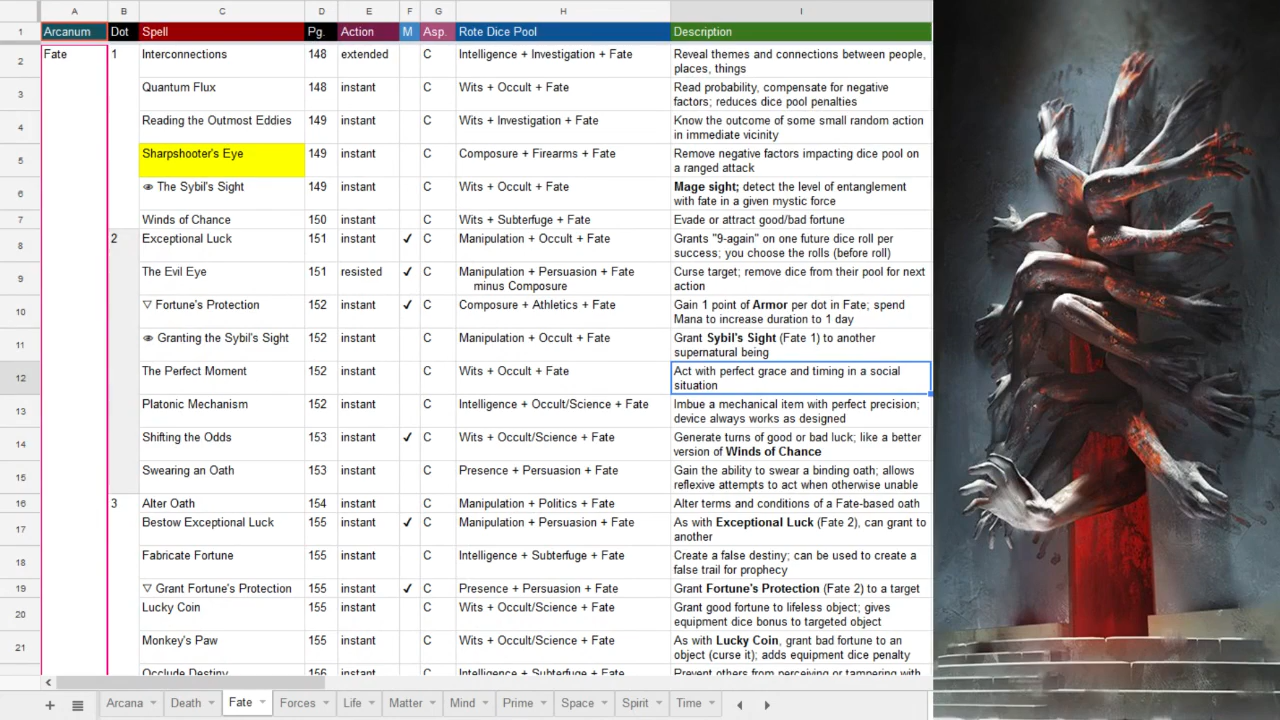 A B C D E F G H I
1 Arcanum Dot Spell Pg. Action M Asp. Rote Dice Pool Description
2 Fate 1 Interconnections 148 extended C Intelligence + Investigation + Fate Reveal themes and connections between people,
places, things
3 Quantum Flux 148 instant C Wits + Occult + Fate Read probability, compensate for negative
factors; reduces dice pool penalties
4 Reading the Outmost Eddies 149 instant C Wits + Investigation + Fate Know the outcome of some small random action
in immediate vicinity
5 Sharpshooter's Eye 149 instant C Composure + Firearms + Fate Remove negative factors impacting dice pool on
a ranged attack
6 The Sybil's Sight 149 instant C Wits + Occult + Fate Mage sight; detect the level of entanglement
with fate in a given mystic force
7 Winds of Chance 150 instant C Wits + Subterfuge + Fate Evade or attract good/bad fortune
8 2 Exceptional Luck 151 instant ✓ C Manipulation + Occult + Fate Grants "9-again" on one future dice roll per
success; you choose the rolls (before roll)
9 The Evil Eye 151 resisted ✓ C Manipulation + Persuasion + Fate Curse target; remove dice from their pool for next
minus Composure action
10 ▽ Fortune's Protection 152 instant ✓ C Composure + Athletics + Fate Gain 1 point of Armor per dot in Fate; spend
Mana to increase duration to 1 day
11 Granting the Sybil's Sight 152 instant C Manipulation + Occult + Fate Grant Sybil's Sight (Fate 1) to another
supernatural being
12 The Perfect Moment 152 instant C Wits + Occult + Fate Act with perfect grace and timing in a social
situation
13 Platonic Mechanism 152 instant C Intelligence + Occult/Science + Fate Imbue a mechanical item with perfect precision;
device always works as designed
14 Shifting the Odds 153 instant ✓ C Wits + Occult/Science + Fate Generate turns of good or bad luck; like a better
version of Winds of Chance
15 Swearing an Oath 153 instant C Presence + Persuasion + Fate Gain the ability to swear a binding oath; allows
reflexive attempts to act when otherwise unable
16 3 Alter Oath 154 instant C Manipulation + Politics + Fate Alter terms and conditions of a Fate-based oath
17 Bestow Exceptional Luck 155 instant ✓ C Manipulation + Persuasion + Fate As with Exceptional Luck (Fate 2), can grant to
another
18 Fabricate Fortune 155 instant C Intelligence + Subterfuge + Fate Create a false destiny; can be used to create a
false trail for prophecy
19 ▽ Grant Fortune's Protection 155 instant ✓ C Presence + Persuasion + Fate Grant Fortune's Protection (Fate 2) to a target
20 Lucky Coin 155 instant C Wits + Occult/Science + Fate Grant good fortune to lifeless object; gives
equipment dice bonus to targeted object
21 Monkey's Paw 155 instant C Wits + Occult/Science + Fate As with Lucky Coin, grant bad fortune to an
object (curse it); adds equipment dice penalty
Occlude Destiny 156 instant C Intelligence + Subterfuge + Fate Prevent others from perceiving or tampering with
Arcana Death Fate Forces Life Matter Mind Prime Space Spirit Time